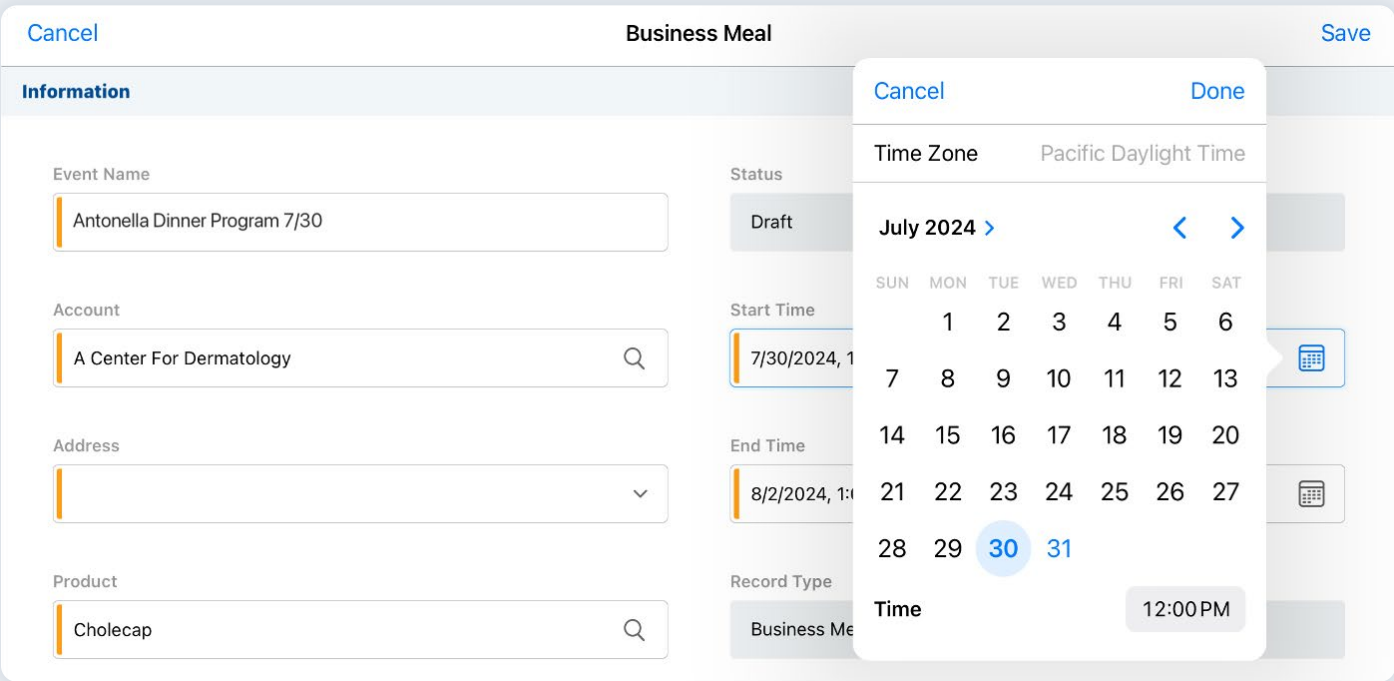 Cancel
Business Meal
Save
Information
Event Name
Antonella Dinner Program 7/30
Account
A Center For Dermatology
Address
Product
Cholecap
Status
Draft
Start Time
7/30/2024, 1
End Time
8/2/2024, 1:
Record Type
Business Me
Cancel
Done
Time Zone
Pacific Daylight Time
July 2024
SUN MON TUE WED THU FRI SAT
1 2 3 4 5 6
7 8 9 10 11 12 13
14 15 16 17 18 19 20
21 22 23 24 25 26 27
28 29 30 31
Time
12:00 PM